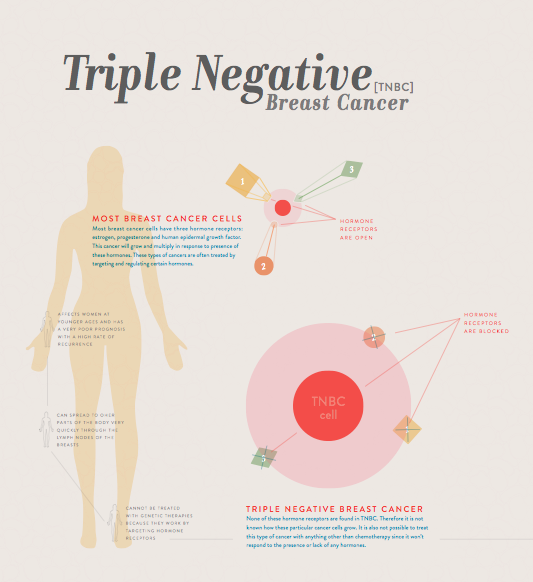 Triple Negative [TNBC]
Breast Cancer
1
3
2
MOST BREAST CANCER CELLS
Most breast cancer cells have three hormone receptors:
estrogen, progesterone and human epidermal growth factor.
This cancer will grow and multiply in response to presence of
these hormones. These types of cancers are often treated by
targeting and regulating certain hormones.
HORMONE
RECEPTORS
ARE OPEN
AFFECTS WOMEN AT
YOUNGER AGES AND HAS
A VERY POOR PROGNOSIS
WITH A HIGH RATE OF
RECURRENCE
HORMONE
RECEPTORS
ARE BLOCKED
TNBC
cell
CAN SPREAD TO OTHER
PARTS OF THE BODY VERY
QUICKLY THROUGH THE
LYMPH NODES OF THE
BREASTS
CANNOT BE TREATED
WITH GENETIC THERAPIES
BECAUSE THEY WORK BY
TARGETING HORMONE
RECEPTORS
TRIPLE NEGATIVE BREAST CANCER
None of these hormone receptors are found in TNBC. Therefore it is not
known how these particular cancer cells grow. It is also not possible to treat
this type of cancer with anything other than chemotherapy since it won't
respond to the presence or lack of any hormones.